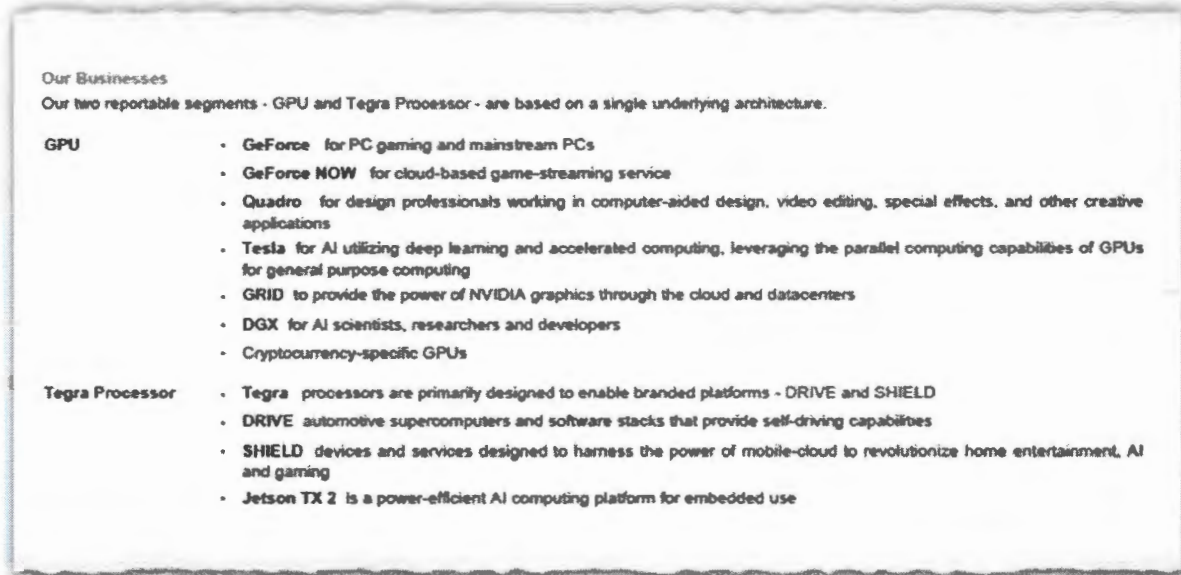 Our Businesses
Our two reportable segments - GPU and Tegra Processor - are based on a single underlying architecture.
GPU
• GeForce for PC gaming and mainstream PCs
• GeForce NOW for cloud-based game-streaming service
• Quadro for design professionals working in computer-aided design, video editing, special effects, and other creative
applications
• Tesla for AI utilizing deep learning and accelerated computing, leveraging the parallel computing capabilities of GPUs
for general purpose computing
• GRID to provide the power of NVIDIA graphics through the cloud and datacenters
• DGX for AI scientists, researchers and developers
• Cryptocurrency-specific GPUs
Tegra Processor
• Tegra processors are primarily designed to enable branded platforms - DRIVE and SHIELD
• DRIVE automotive supercomputers and software stacks that provide self-driving capabilities
• SHIELD devices and services designed to harness the power of mobile-cloud to revolutionize home entertainment, AI
and gaming
• Jetson TX 2 is a power-efficient AI computing platform for embedded use